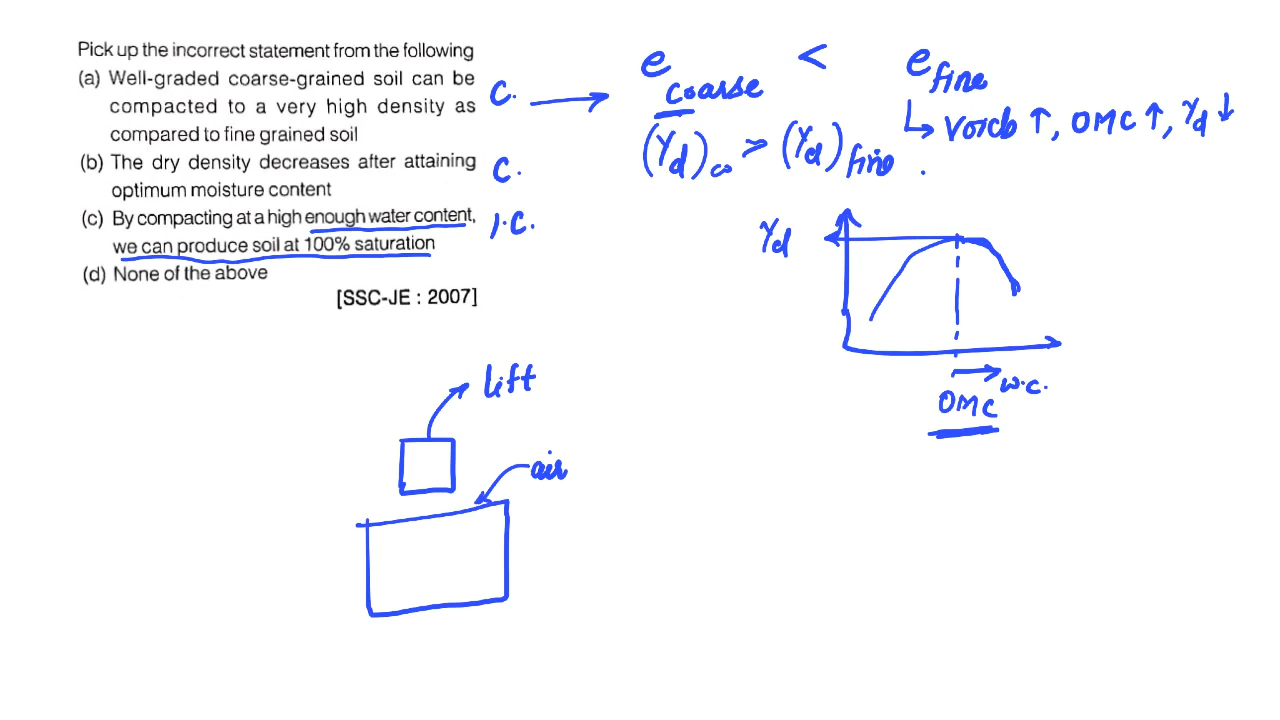 Pick up the incorrect statement from the following
(a) Well-graded coarse-grained soil can be
compacted to a very high density as
compared to fine grained soil
(b) The dry density decreases after attaining
optimum moisture content
(c) By compacting at a high enough water content,
we can produce soil at 100% saturation
(d) None of the above
[SSC-JE : 2007]
C.
C.
I.C.
e coarse < e fine
↳ Voids ↑, OMC ↑, γd ↓
(γd)co > (γd)fine .
γd
w.c.
OMC
lift
air